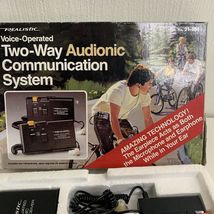 REALISTIC
Voice-Operated
Two-Way Audionic
Communication
System
AMAZING TECHNOLOGY!
The Earpiece Acts as Both
the Microphone and Earphone
While in Your Ear